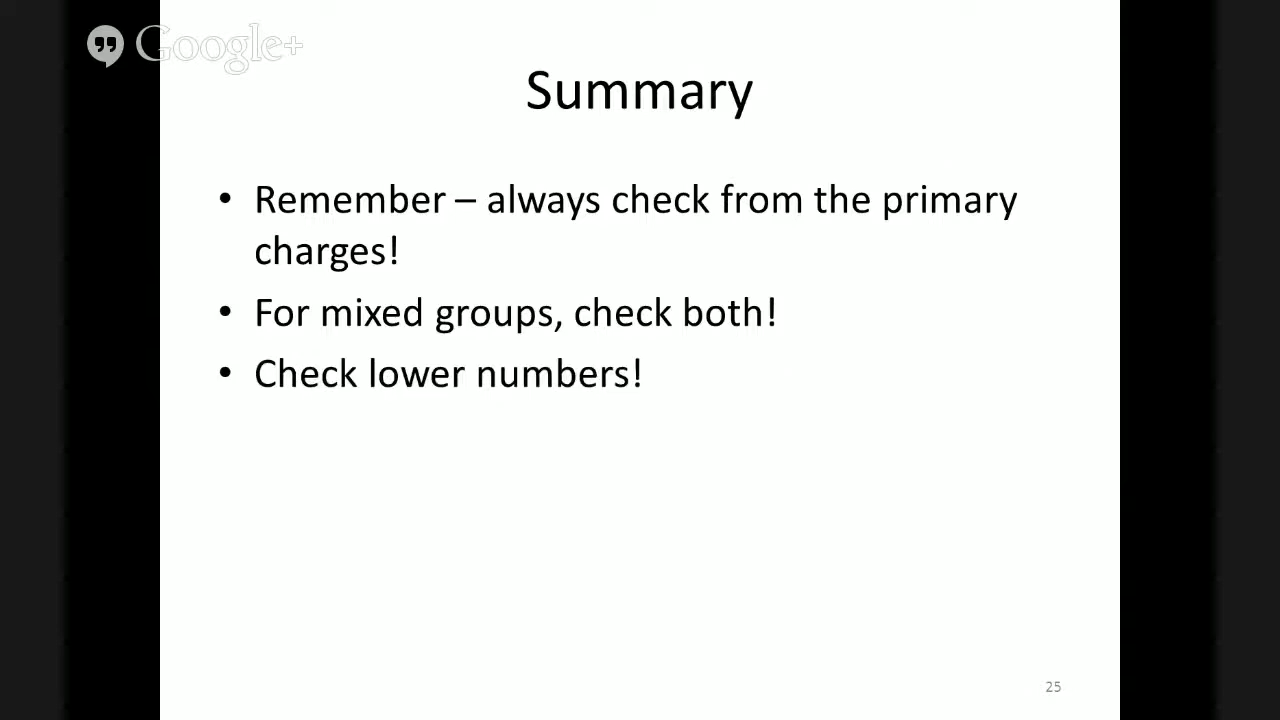 Google+
Summary
• Remember – always check from the primary
charges!
• For mixed groups, check both!
• Check lower numbers!
25